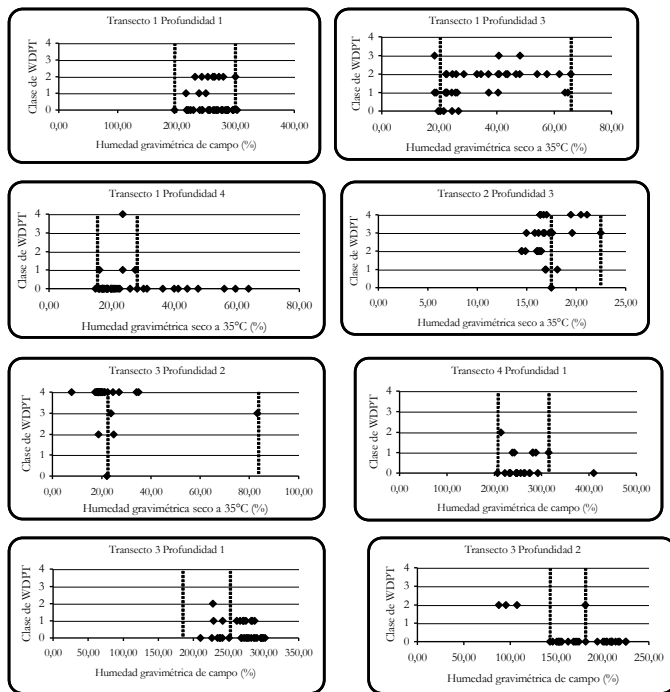 Transecto 1 Profundidad 1
Clase de WDPT
4
3
2
1
0
0,00 100,00 200,00 300,00 400,00
Humedad gravimétrica de campo (%)
Transecto 1 Profundidad 3
Clase de WDPT
4
3
2
1
0
0,00 20,00 40,00 60,00 80,00
Humedad gravimétrica seco a 35°C (%)
Transecto 1 Profundidad 4
Clase de WDPT
4
3
2
1
0
0,00 20,00 40,00 60,00 80,00
Humedad gravimétrica seco a 35°C (%)
Transecto 2 Profundidad 3
Clase de WDPT
4
3
2
1
0
0,00 5,00 10,00 15,00 20,00 25,00
Humedad gravimétrica seco a 35°C (%)
Transecto 3 Profundidad 2
Clase de WDPT
4
3
2
1
0
0,00 20,00 40,00 60,00 80,00 100,00
Humedad gravimétrica seco a 35°C (%)
Transecto 4 Profundidad 1
Clase de WDPT
4
3
2
1
0
0,00 100,00 200,00 300,00 400,00 500,00
Humedad gravimétrica de campo (%)
Transecto 3 Profundidad 1
Clase de WDPT
4
3
2
1
0
0,00 50,00 100,00 150,00 200,00 250,00 300,00 350,00
Humedad gravimétrica de campo (%)
Transecto 3 Profundidad 2
Clase de WDPT
4
3
2
1
0
0,00 50,00 100,00 150,00 200,00 250,00
Humedad gravimétrica de campo (%)